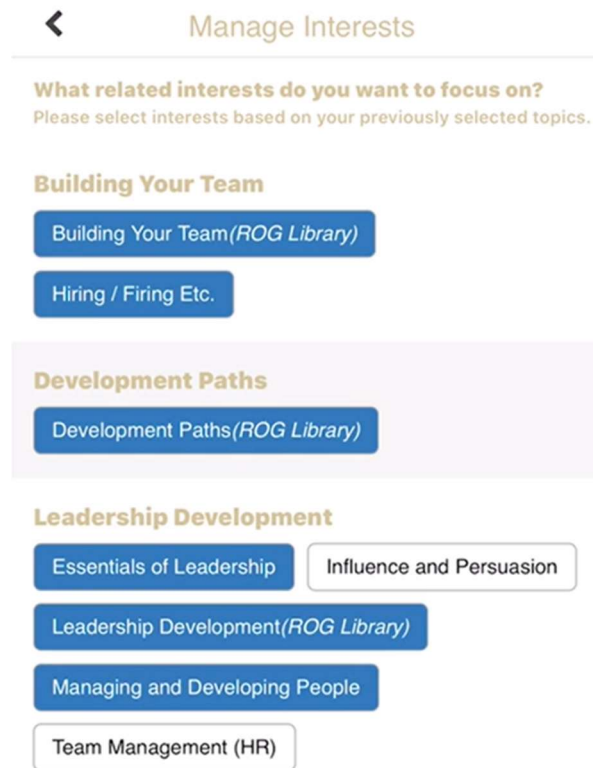 Manage Interests
What related interests do you want to focus on?
Please select interests based on your previously selected topics.
Building Your Team
Building Your Team(ROG Library)
Hiring / Firing Etc.
Development Paths
Development Paths(ROG Library)
Leadership Development
Essentials of Leadership
Influence and Persuasion
Leadership Development(ROG Library)
Managing and Developing People
Team Management (HR)